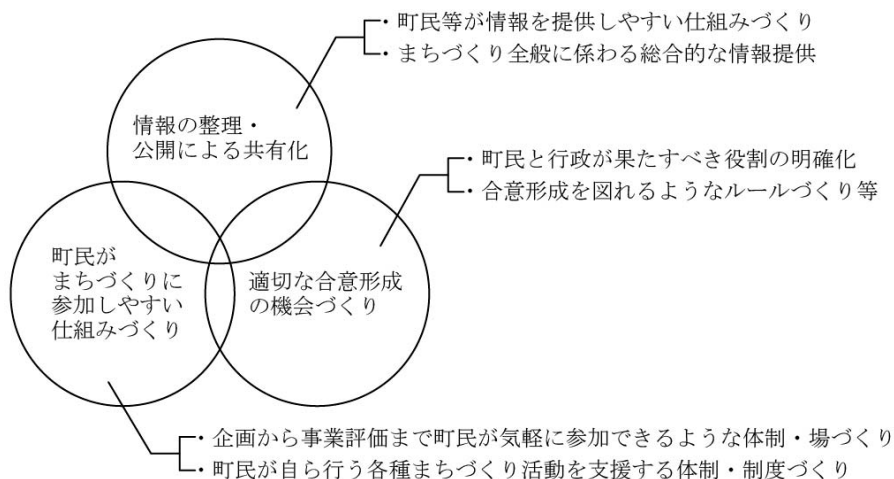 ・町民等が情報を提供しやすい仕組みづくり
・まちづくり全般に係わる総合的な情報提供
情報の整理・
公開による共有化
・町民と行政が果たすべき役割の明確化
・合意形成を図れるようなルールづくり等
町民が
まちづくりに
参加しやすい
仕組みづくり
適切な合意形成
の機会づくり
・企画から事業評価まで町民が気軽に参加できるような体制・場づくり
・町民が自ら行う各種まちづくり活動を支援する体制・制度づくり